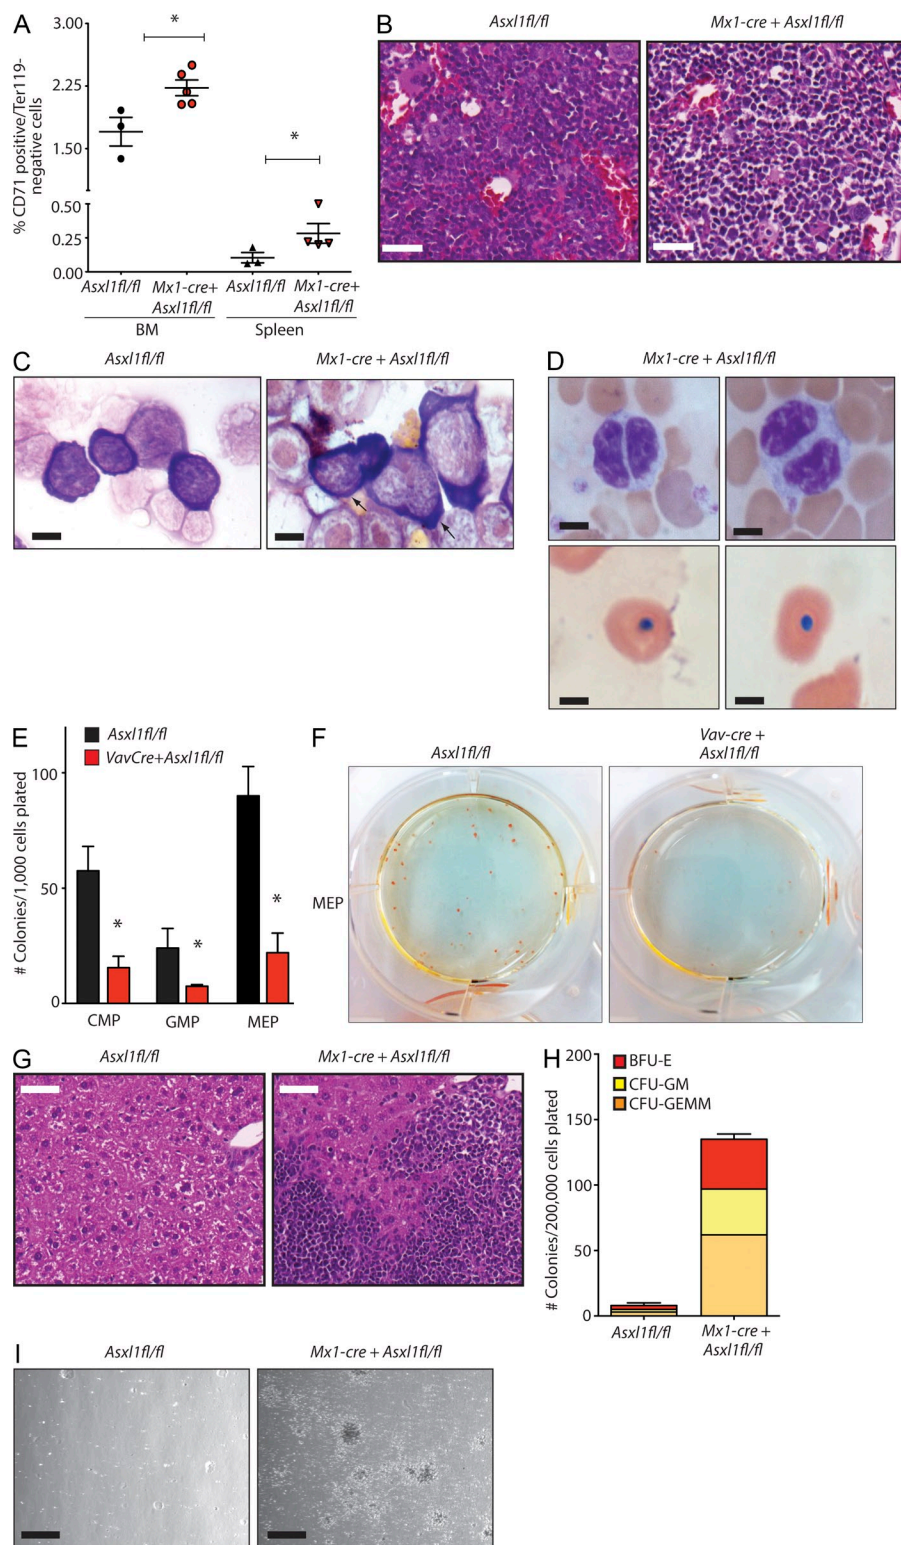 A
3.00
2.25
1.50
0.50
0.25
0.00
% CD71 positive/Ter119-
negative cells
*
*
Asxl1fl/fl
Mx1-cre+
Asxl1fl/fl
Asxl1fl/fl
Mx1-cre+
Asxl1fl/fl
BM
Spleen
B
Asxl1fl/fl
Mx1-cre + Asxl1fl/fl
C
Asxl1fl/fl
Mx1-cre + Asxl1fl/fl
D
Mx1-cre + Asxl1fl/fl
E
Asxl1fl/fl
VavCre+Asxl1fl/fl
# Colonies/1,000 cells plated
100
50
0
*
*
*
CMP
GMP
MEP
F
Asxl1fl/fl
Vav-cre +
Asxl1fl/fl
MEP
G
Asxl1fl/fl
Mx1-cre + Asxl1fl/fl
H
BFU-E
CFU-GM
CFU-GEMM
# Colonies/200,000 cells plated
200
150
100
50
0
Asxl1fl/fl
Mx1-cre +
Asxl1fl/fl
I
Asxl1fl/fl
Mx1-cre + Asxl1fl/fl